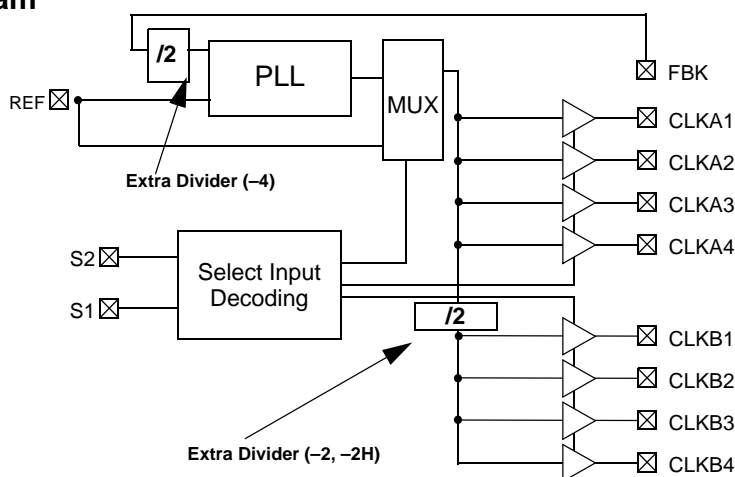 am
/2
PLL
MUX
FBK
REF
CLKA1
CLKA2
CLKA3
CLKA4
Extra Divider (–4)
S2
S1
Select Input
Decoding
/2
CLKB1
CLKB2
CLKB3
CLKB4
Extra Divider (–2, –2H)